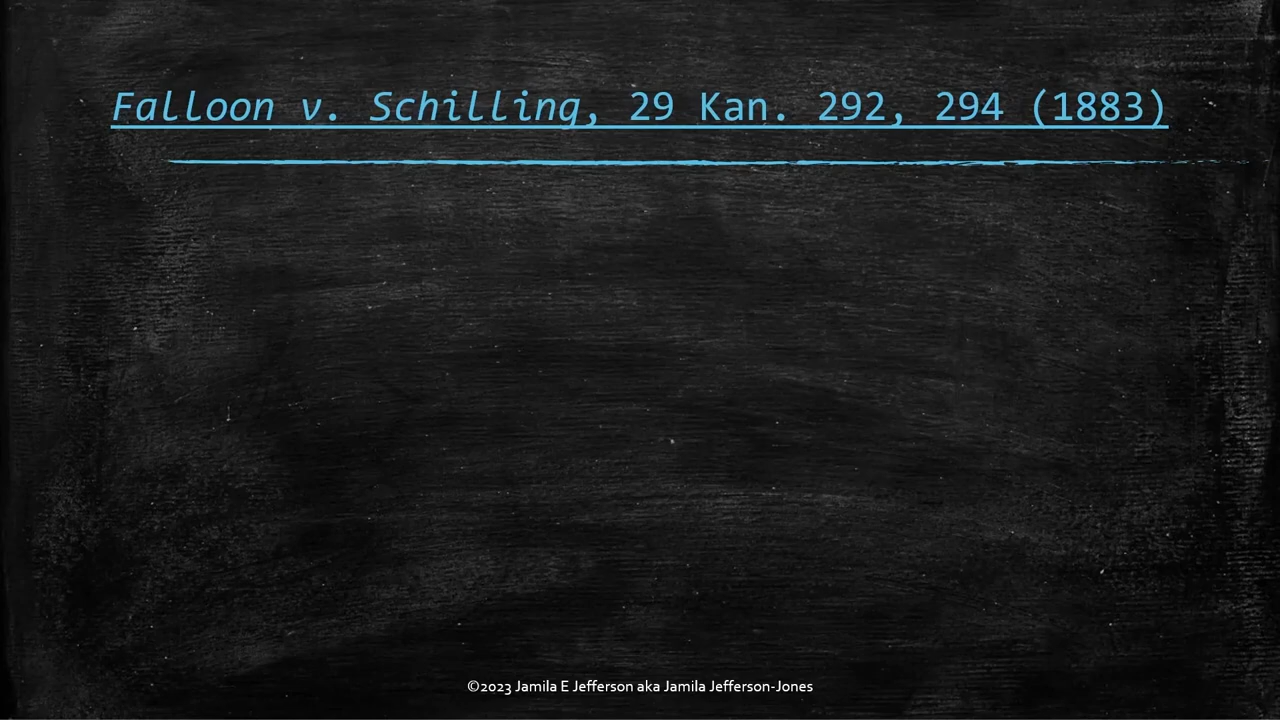 Falloon v. Schilling, 29 Kan. 292, 294 (1883)
©2023 Jamila E Jefferson aka Jamila Jefferson-Jones